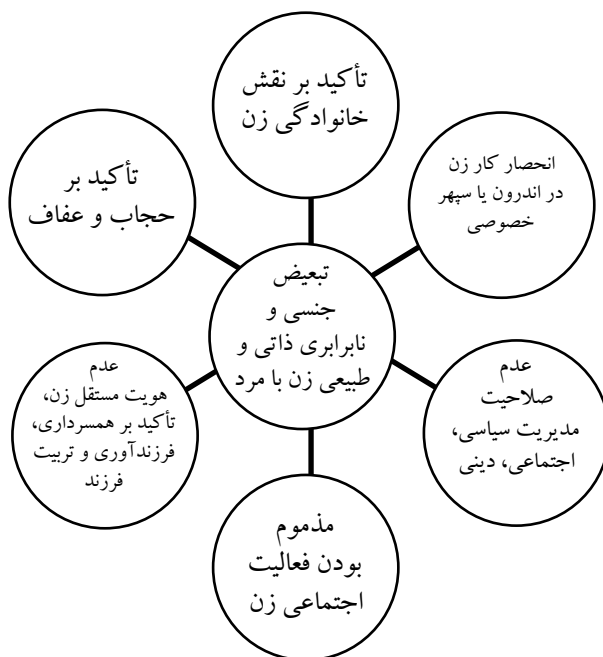 تأکید بر نقش
خانوادگی زن
انحصار کار زن
در اندرون یا سپهر
خصوصی
تأکید بر
حجاب و عفاف
تبعیض
جنسی و
نابرابری ذاتی و
طبیعی زن با مرد
عدم
صلاحیت
مدیریت سیاسی،
اجتماعی، دینی
عدم
هویت مستقل زن،
تأکید بر همسرداری،
فرزندآوری و تربیت
فرزند
مذموم
بودن فعالیت
اجتماعی زن